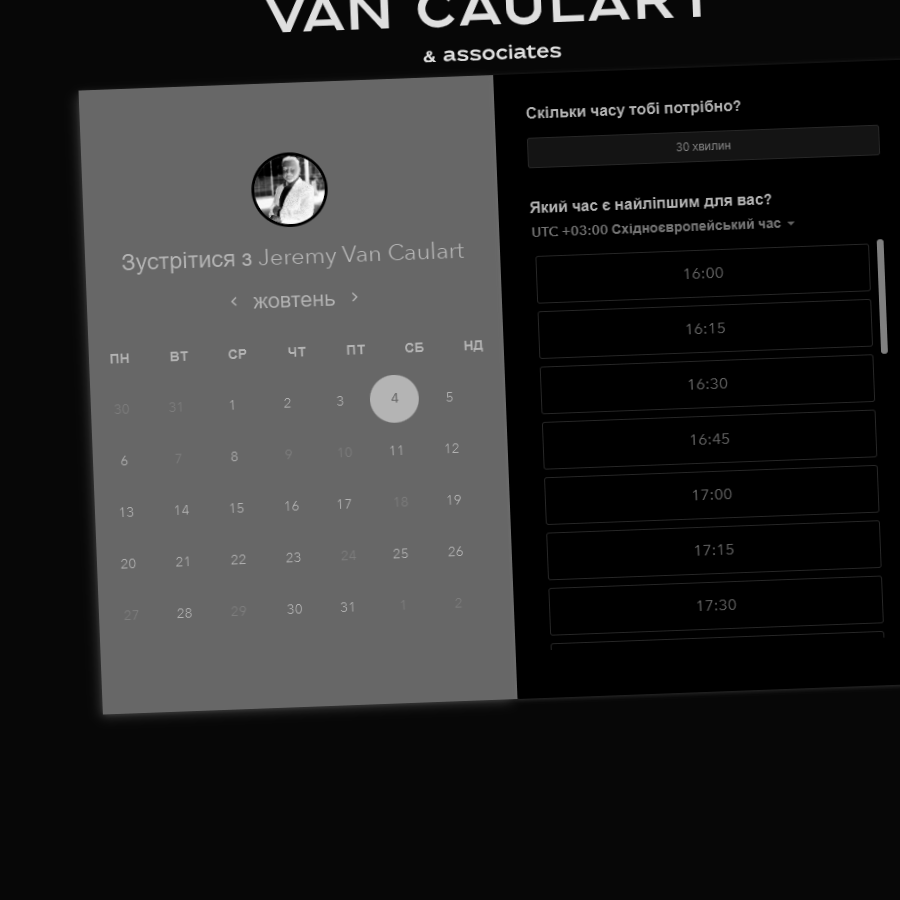 VAN CAULART
& associates
Зустрітися з Jeremy Van Caulart
‹ жовтень ›
ПН ВТ СР ЧТ ПТ СБ НД
30 31 1 2 3 4 5
6 7 8 9 10 11 12
13 14 15 16 17 18 19
20 21 22 23 24 25 26
27 28 29 30 31 1 2
Скільки часу тобі потрібно?
30 хвилин
Який час є найліпшим для вас?
UTC +03:00 Східноєвропейський час
16:00
16:15
16:30
16:45
17:00
17:15
17:30